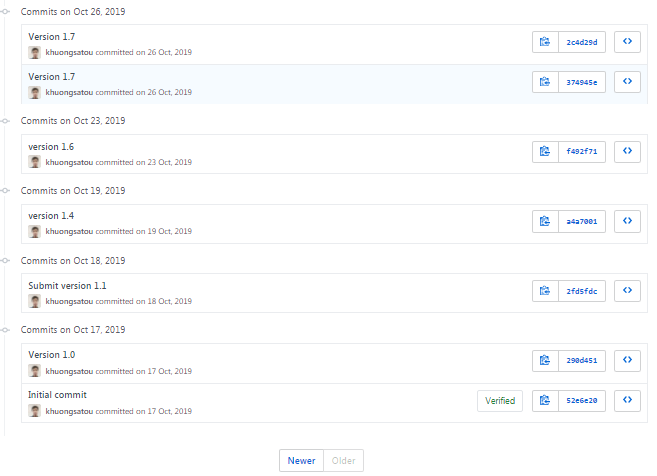 Commits on Oct 26, 2019
Version 1.7
khuongsatou committed on 26 Oct, 2019
2c4d29d
Version 1.7
khuongsatou committed on 26 Oct, 2019
374945e
Commits on Oct 23, 2019
version 1.6
khuongsatou committed on 23 Oct, 2019
f492f71
Commits on Oct 19, 2019
version 1.4
khuongsatou committed on 19 Oct, 2019
a4a7001
Commits on Oct 18, 2019
Submit version 1.1
khuongsatou committed on 18 Oct, 2019
2fd5fdc
Commits on Oct 17, 2019
Version 1.0
khuongsatou committed on 17 Oct, 2019
290d451
Initial commit
khuongsatou committed on 17 Oct, 2019
Verified 52e6e20
Newer Older